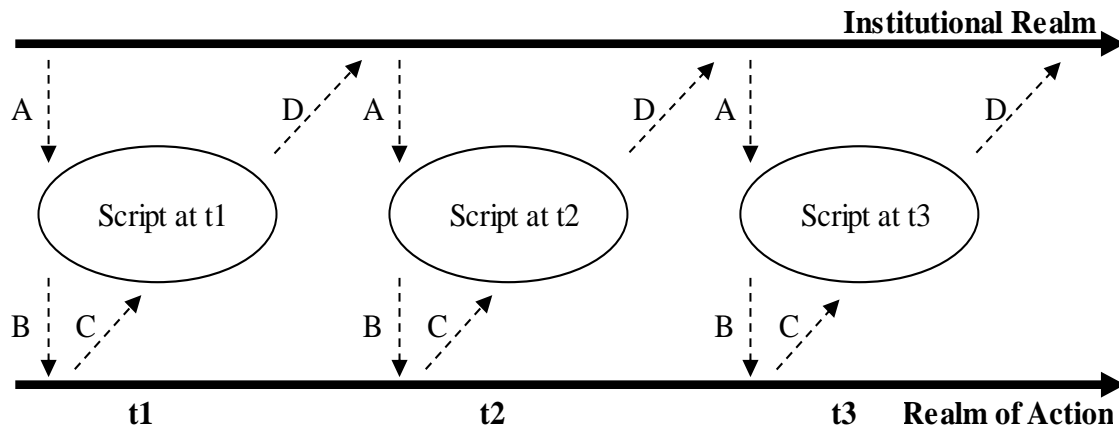 Institutional Realm
A D A D A D
Script at t1 Script at t2 Script at t3
B C B C B C
t1 t2 t3 Realm of Action